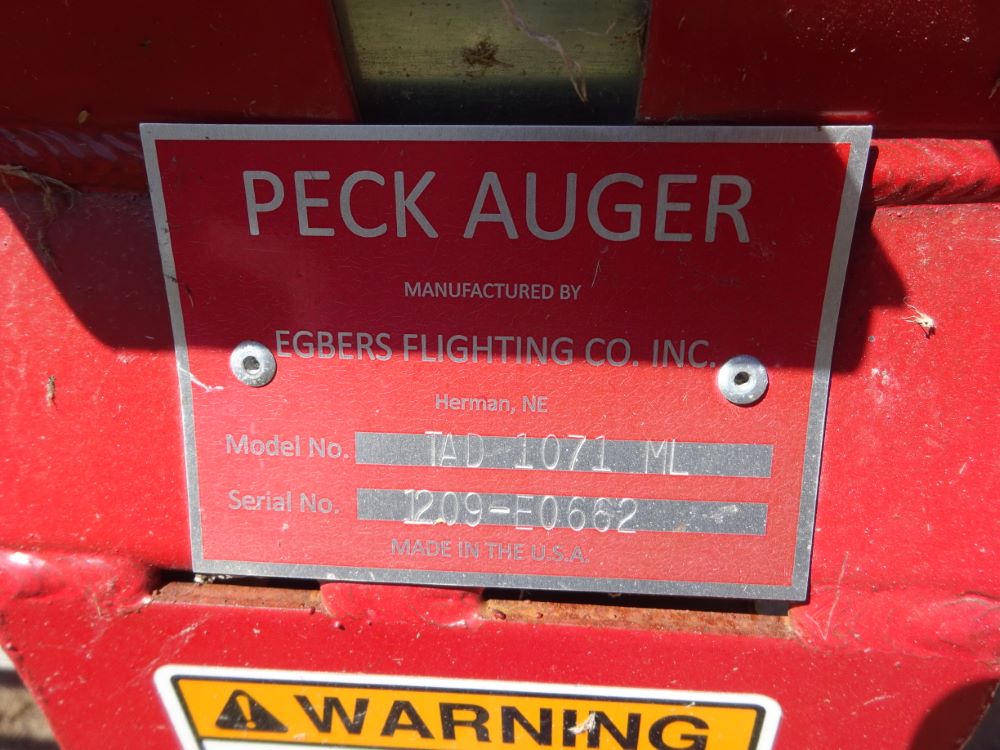 PECK AUGER
MANUFACTURED BY
EGBERS FLIGHTING CO. INC.
Herman, NE
Model No. TAD 1071 ML
Serial No. 1209-E0662
MADE IN THE U.S.A.
WARNING